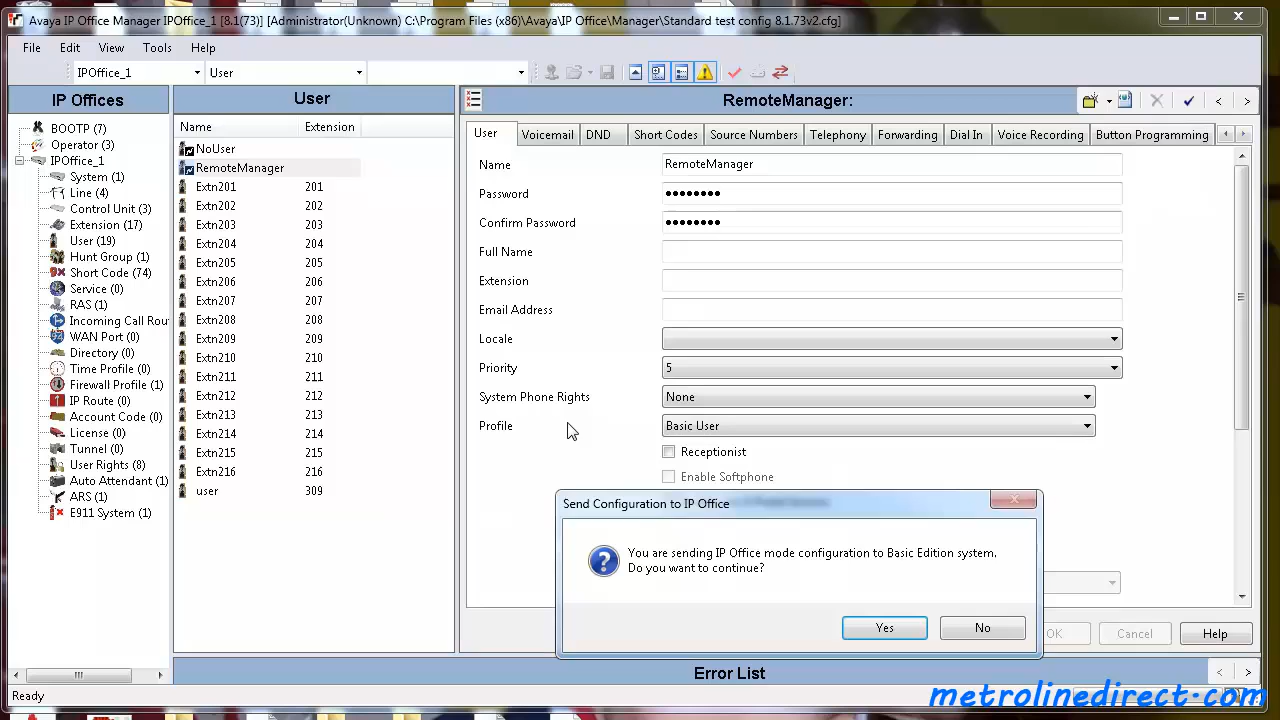 Avaya IP Office Manager IPOffice_1 [8.1(73)] [Administrator(Unknown) C:\Program Files (x86)\Avaya\IP Office\Manager\Standard test config 8.1.73v2.cfg]
File Edit View Tools Help
IPOffice_1 User
IP Offices
BOOTP (7)
Operator (3)
IPOffice_1
System (1)
Line (4)
Control Unit (3)
Extension (17)
User (19)
Hunt Group (1)
Short Code (74)
Service (0)
RAS (1)
Incoming Call Rou
WAN Port (0)
Directory (0)
Time Profile (0)
Firewall Profile (1)
IP Route (0)
Account Code (0)
License (0)
Tunnel (0)
User Rights (8)
Auto Attendant (1)
ARS (1)
E911 System (1)
User
Name Extension
NoUser
RemoteManager
Extn201 201
Extn202 202
Extn203 203
Extn204 204
Extn205 205
Extn206 206
Extn207 207
Extn208 208
Extn209 209
Extn210 210
Extn211 211
Extn212 212
Extn213 213
Extn214 214
Extn215 215
Extn216 216
user 309
RemoteManager:
User Voicemail DND Short Codes Source Numbers Telephony Forwarding Dial In Voice Recording Button Programming
Name RemoteManager
Password ••••••••
Confirm Password ••••••••
Full Name
Extension
Email Address
Locale
Priority 5
System Phone Rights None
Profile Basic User
Receptionist
Enable Softphone
Send Configuration to IP Office
You are sending IP Office mode configuration to Basic Edition system.
Do you want to continue?
Yes No
OK Cancel Help
Error List
Ready
metrolinedirect.com